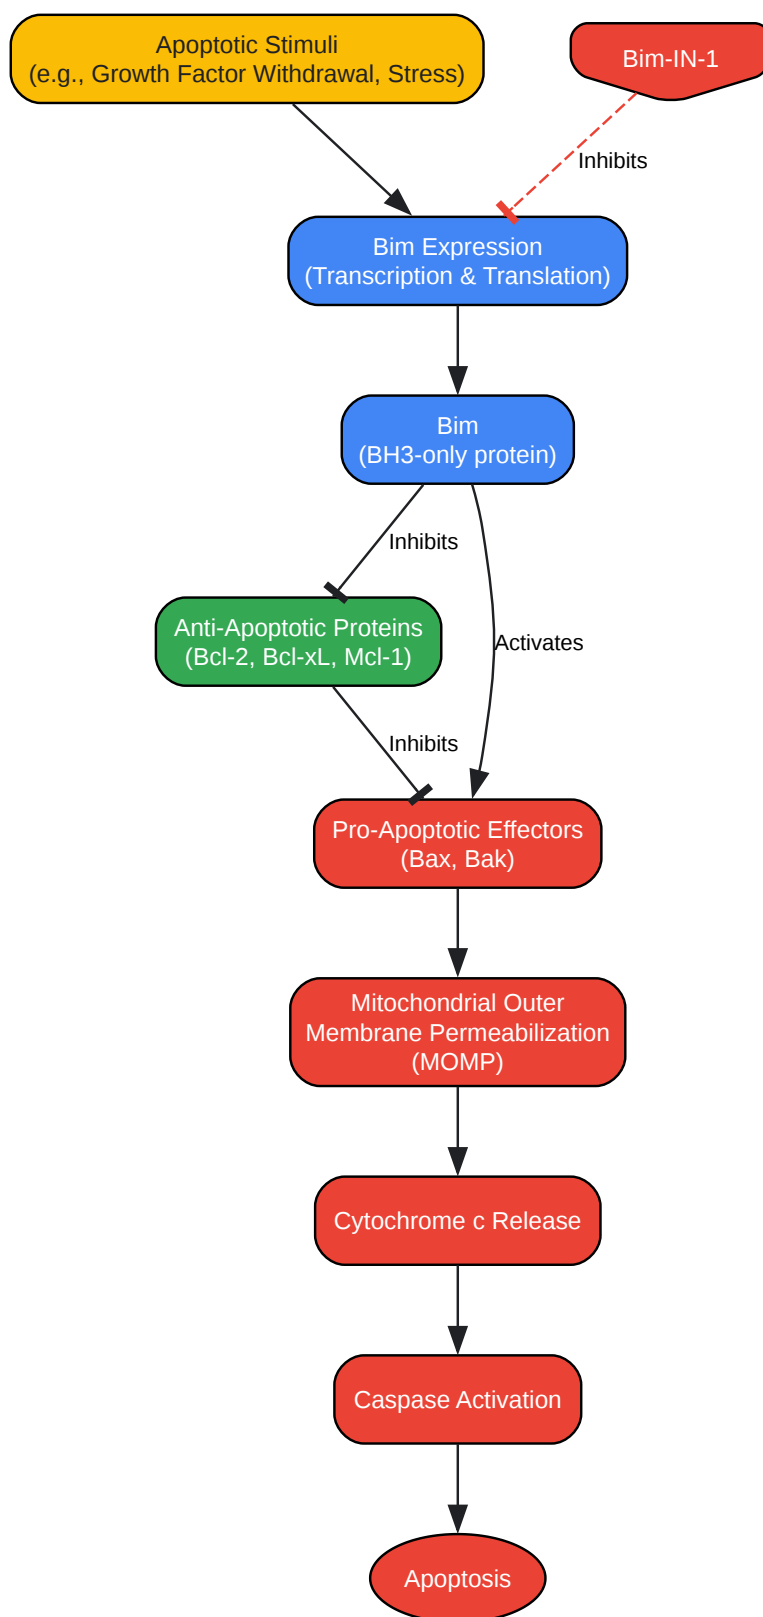 Apoptotic Stimuli
(e.g., Growth Factor Withdrawal, Stress)
Bim-IN-1
Inhibits
Bim Expression
(Transcription & Translation)
Bim
(BH3-only protein)
Inhibits
Anti-Apoptotic Proteins
(Bcl-2, Bcl-xL, Mcl-1)
Activates
Inhibits
Pro-Apoptotic Effectors
(Bax, Bak)
Mitochondrial Outer
Membrane Permeabilization
(MOMP)
Cytochrome c Release
Caspase Activation
Apoptosis